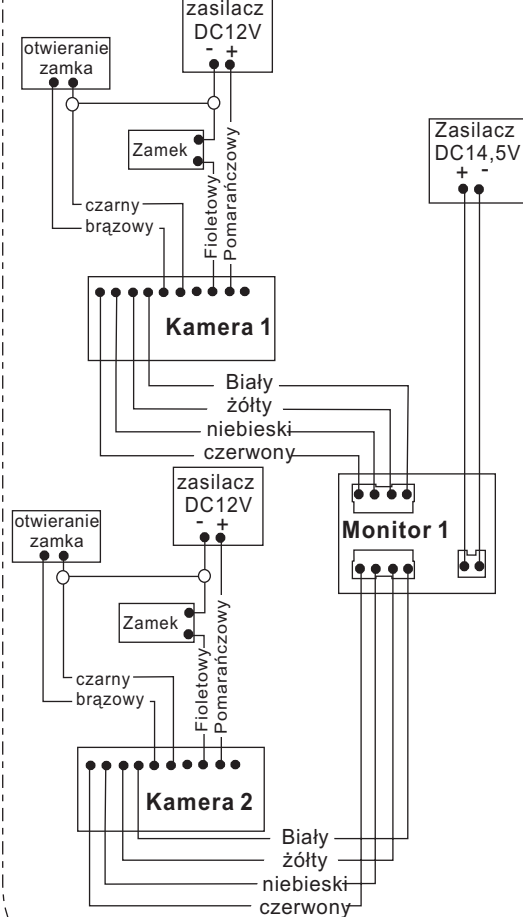 zasilacz
DC12V
- +
otwieranie
zamka
Zamek
Zasilacz
DC14,5V
+ -
czarny
brązowy
Fioletowy
Pomarańczowy
Kamera 1
Biały
żółty
niebieski
czerwony
Monitor 1
zasilacz
DC12V
- +
otwieranie
zamka
Zamek
czarny
brązowy
Fioletowy
Pomarańczowy
Kamera 2
Biały
żółty
niebieski
czerwony